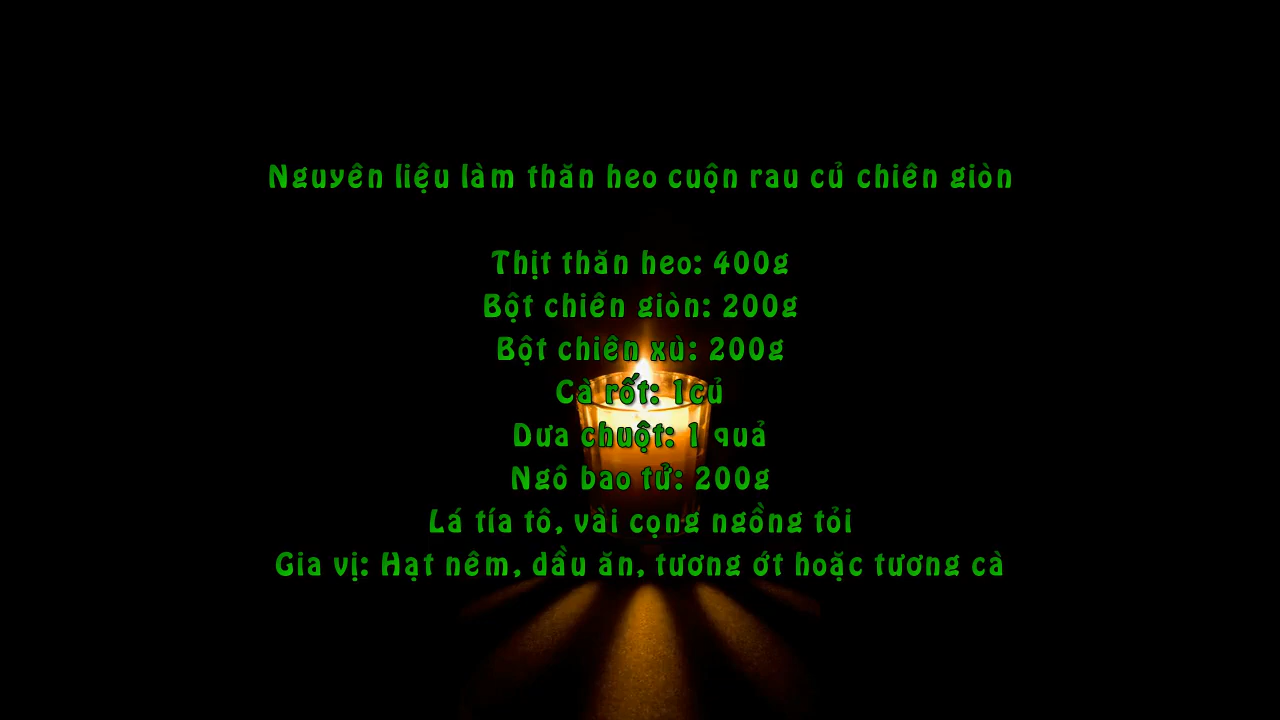 Nguyên liệu làm thăn heo cuộn rau củ chiên giòn
Thịt thăn heo: 400g
Bột chiên giòn: 200g
Bột chiên xù: 200g
Cà rốt: 1củ
Dưa chuột: 1 quả
Ngô bao tử: 200g
Lá tía tô, vài cọng ngồng tỏi
Gia vị: Hạt nêm, dầu ăn, tương ớt hoặc tương cà